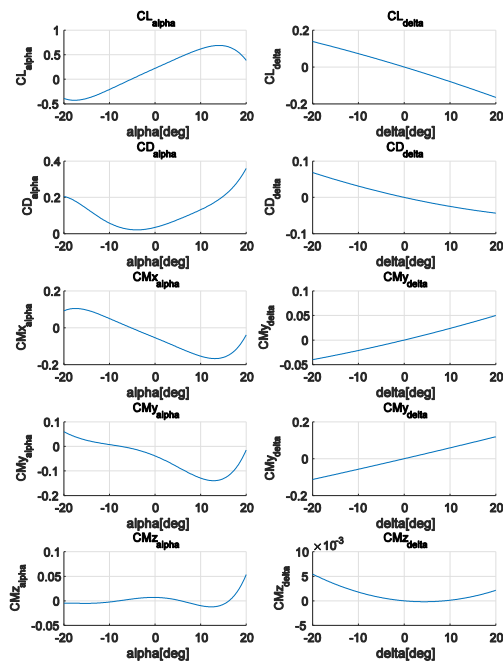 CL_alpha
CL_alpha
1
0.5
0
-0.5
-20 -10 0 10 20
alpha[deg]
CL_delta
CL_delta
0.2
0
-0.2
-20 -10 0 10 20
delta[deg]
CD_alpha
CD_alpha
0.4
0.2
0
-20 -10 0 10 20
alpha[deg]
CD_delta
CD_delta
0.1
0
-0.1
-20 -10 0 10 20
delta[deg]
CMx_alpha
CMx_alpha
0.2
0
-0.2
-20 -10 0 10 20
alpha[deg]
CMy_delta
CMy_delta
0.1
0.05
0
-0.05
-20 -10 0 10 20
delta[deg]
CMy_alpha
CMy_alpha
0.1
0
-0.1
-0.2
-20 -10 0 10 20
alpha[deg]
CMy_delta
CMy_delta
0.2
0
-0.2
-20 -10 0 10 20
delta[deg]
CMz_alpha
CMz_alpha
0.1
0.05
0
-0.05
-20 -10 0 10 20
alpha[deg]
CMz_delta
CMz_delta
×10^-3
10
5
0
-5
-20 -10 0 10 20
delta[deg]